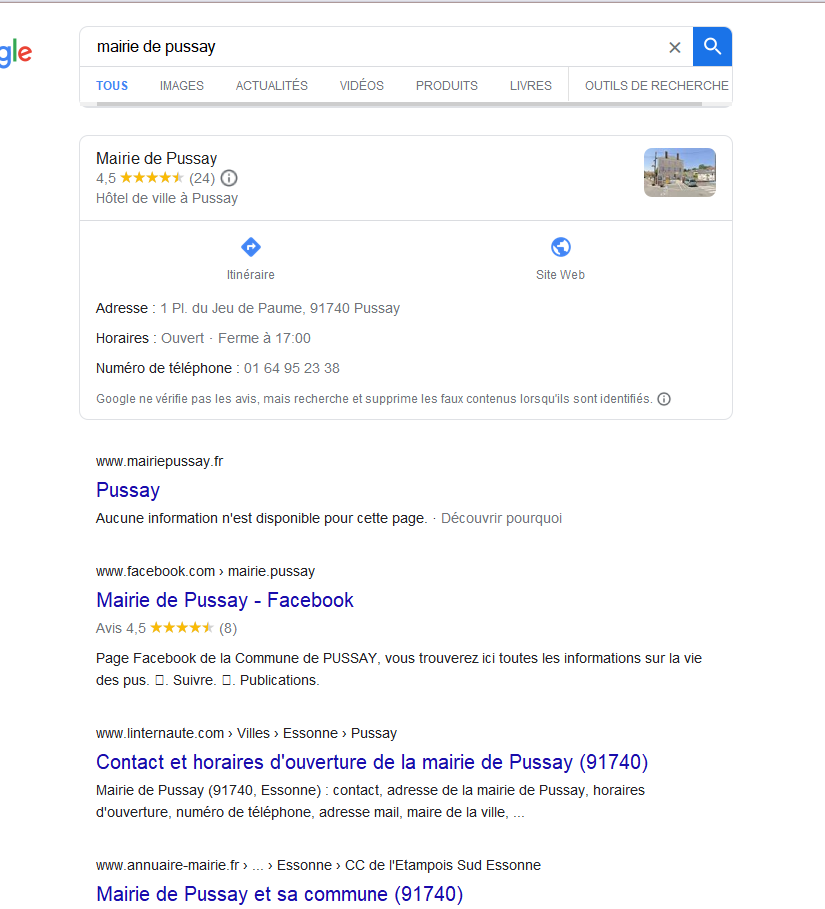 gle
mairie de pussay
TOUS IMAGES ACTUALITÉS VIDÉOS PRODUITS LIVRES OUTILS DE RECHERCHE
Mairie de Pussay
4,5 (24)
Hôtel de ville à Pussay
Itinéraire Site Web
Adresse : 1 Pl. du Jeu de Paume, 91740 Pussay
Horaires : Ouvert · Ferme à 17:00
Numéro de téléphone : 01 64 95 23 38
Google ne vérifie pas les avis, mais recherche et supprime les faux contenus lorsqu'ils sont identifiés.
www.mairiepussay.fr
Pussay
Aucune information n'est disponible pour cette page. · Découvrir pourquoi
www.facebook.com › mairie.pussay
Mairie de Pussay - Facebook
Avis 4,5 (8)
Page Facebook de la Commune de PUSSAY, vous trouverez ici toutes les informations sur la vie
des pus. . Suivre. . Publications.
www.linternaute.com › Villes › Essonne › Pussay
Contact et horaires d'ouverture de la mairie de Pussay (91740)
Mairie de Pussay (91740, Essonne) : contact, adresse de la mairie de Pussay, horaires
d'ouverture, numéro de téléphone, adresse mail, maire de la ville, ...
www.annuaire-mairie.fr › ... › Essonne › CC de l'Etampois Sud Essonne
Mairie de Pussay et sa commune (91740)